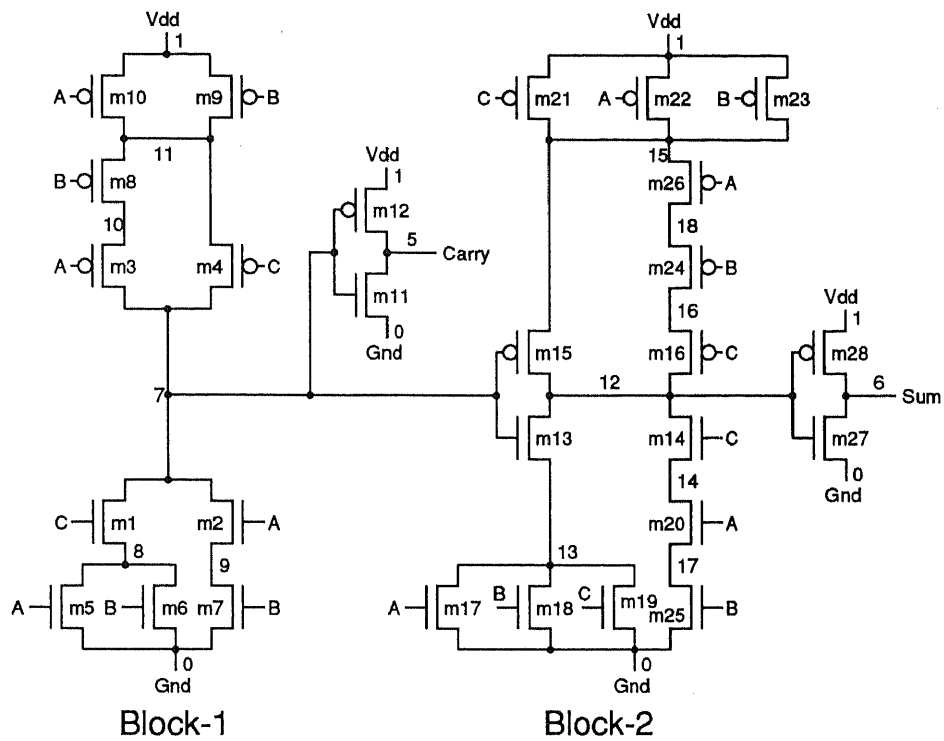 Vdd
1
A
m10
m9
B
11
B
m8
10
A
m3
m4
C
Vdd
1
m12
5
Carry
m11
0
Gnd
7
C
m1
m2
A
8
9
A
m5
B
m6
m7
B
0
Gnd
Block-1
Vdd
1
C
m21
A
m22
B
m23
15
m26
A
18
m24
B
16
m15
m16
C
12
m13
m14
C
14
m20
A
13
17
A
m17
B
m18
C
m19
m25
B
0
Gnd
Vdd
1
m28
6
Sum
m27
0
Gnd
Block-2